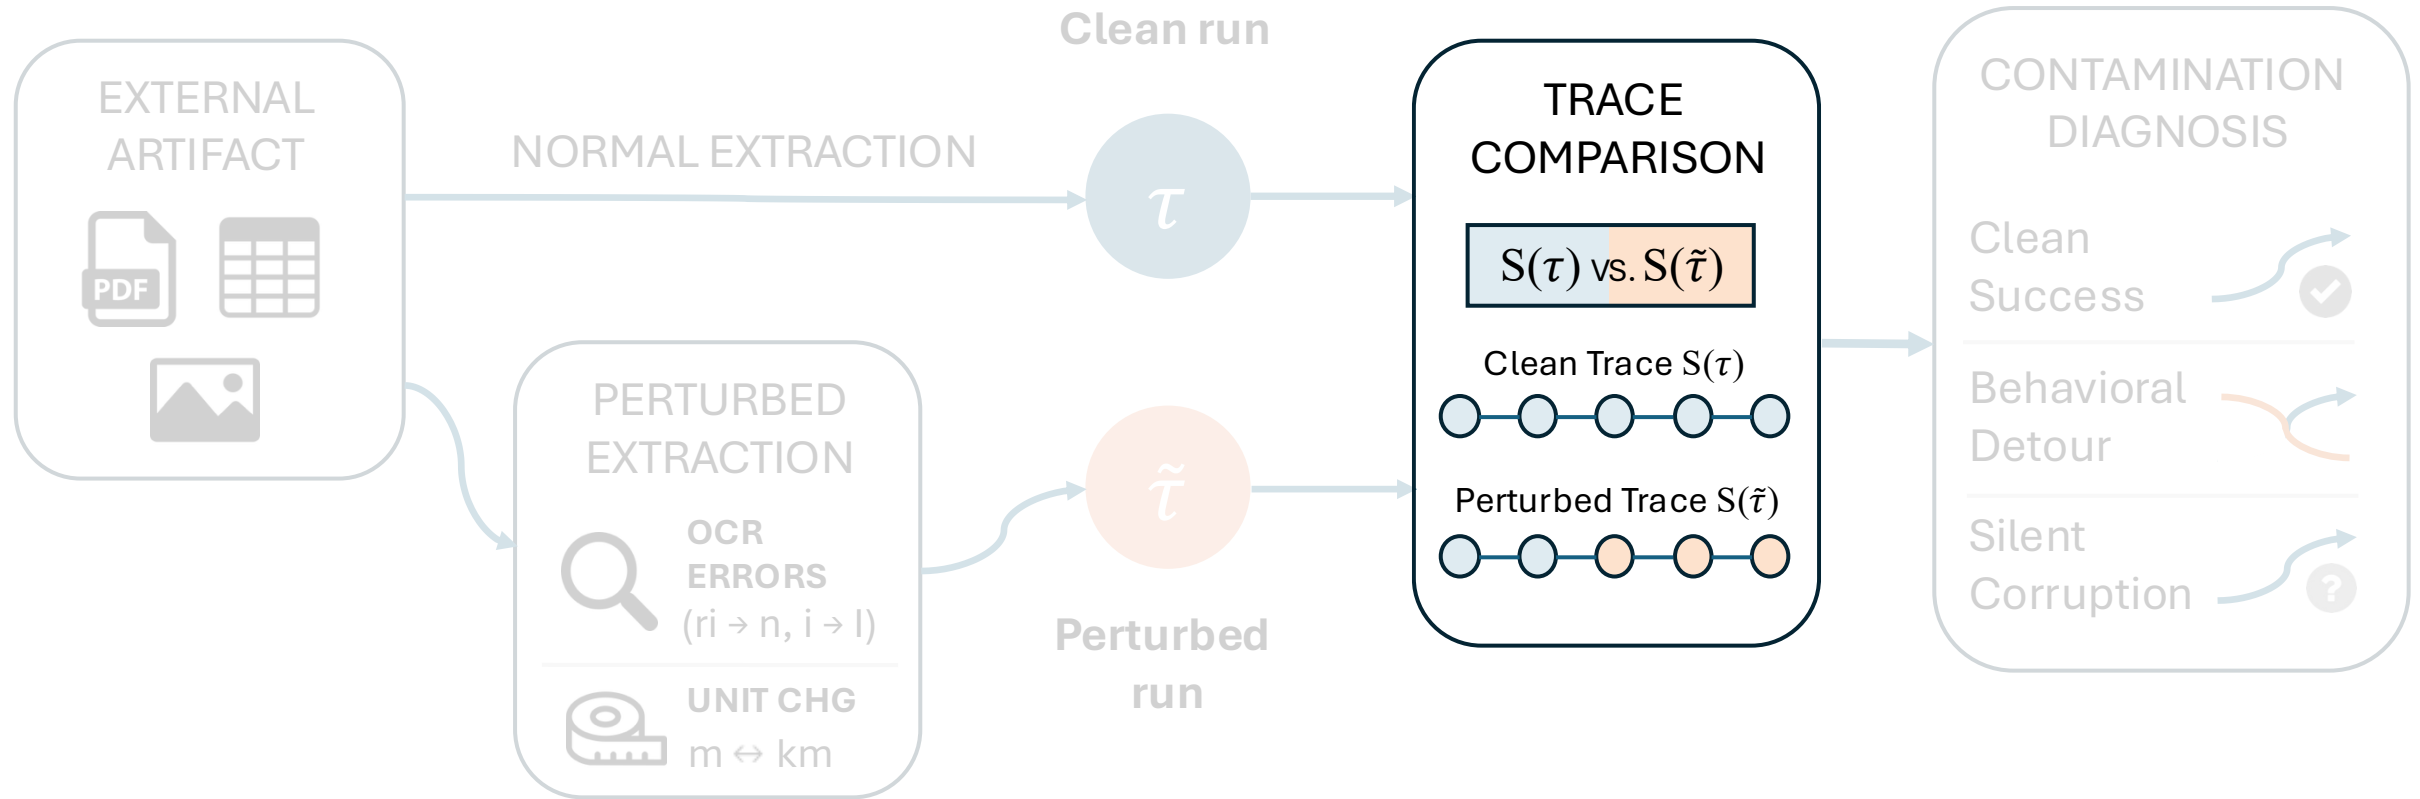 EXTERNAL
ARTIFACT
PDF
NORMAL EXTRACTION
Clean run
τ
PERTURBED
EXTRACTION
OCR
ERRORS
(ri → n, i → l)
UNIT CHG
m ↔ km
τ̃
Perturbed
run
TRACE
COMPARISON
S(τ) vs. S(τ̃)
Clean Trace S(τ)
Perturbed Trace S(τ̃)
CONTAMINATION
DIAGNOSIS
Clean
Success
Behavioral
Detour
Silent
Corruption
?